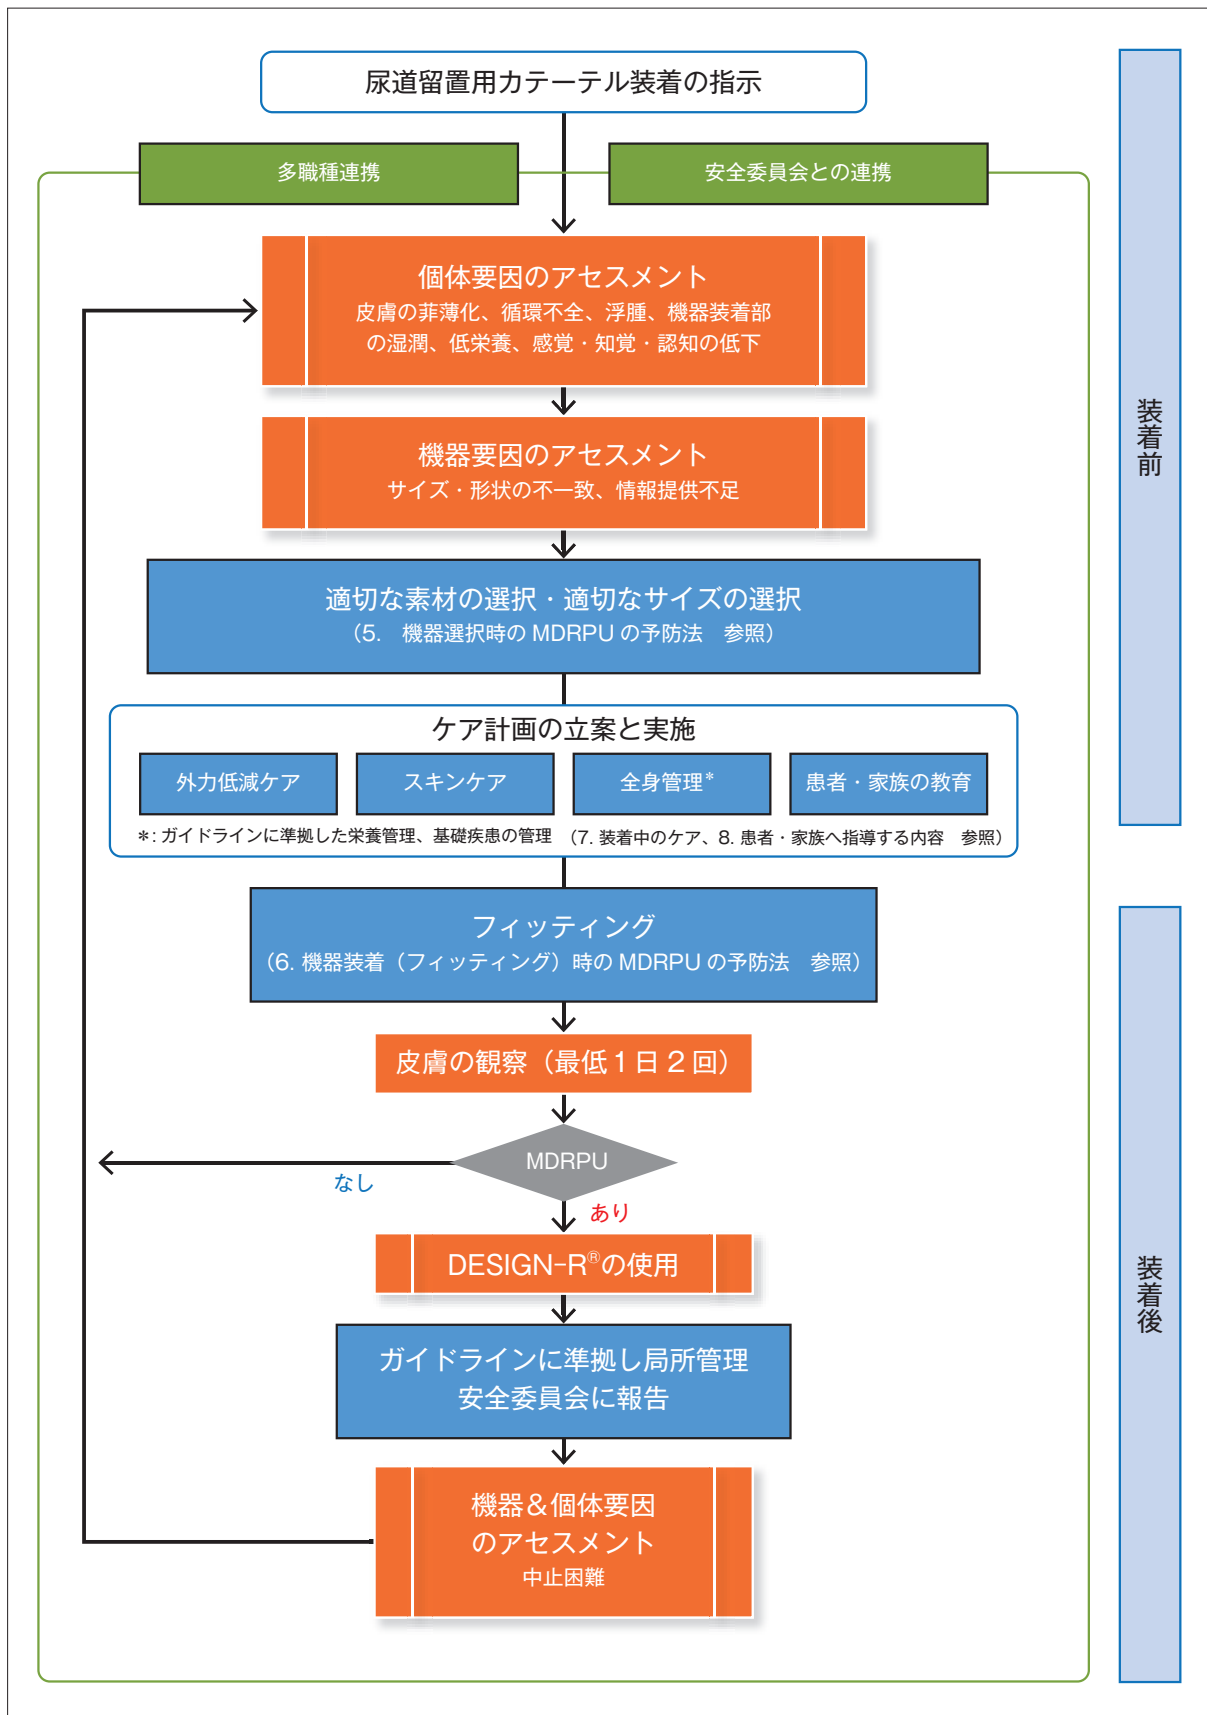 尿道留置用カテーテル装着の指示
多職種連携
安全委員会との連携
個体要因のアセスメント
皮膚の菲薄化、循環不全、浮腫、機器装着部
の湿潤、低栄養、感覚・知覚・認知の低下
機器要因のアセスメント
サイズ・形状の不一致、情報提供不足
適切な素材の選択・適切なサイズの選択
（5.　機器選択時の MDRPU の予防法　参照）
ケア計画の立案と実施
外力低減ケア
スキンケア
全身管理*
患者・家族の教育
*：ガイドラインに準拠した栄養管理、基礎疾患の管理
（7. 装着中のケア、8. 患者・家族へ指導する内容　参照）
装着前
フィッティング
（6. 機器装着（フィッティング）時の MDRPU の予防法　参照）
皮膚の観察（最低 1 日 2 回）
MDRPU
なし
あり
DESIGN-R®の使用
ガイドラインに準拠し局所管理
安全委員会に報告
機器＆個体要因
のアセスメント
中止困難
装着後